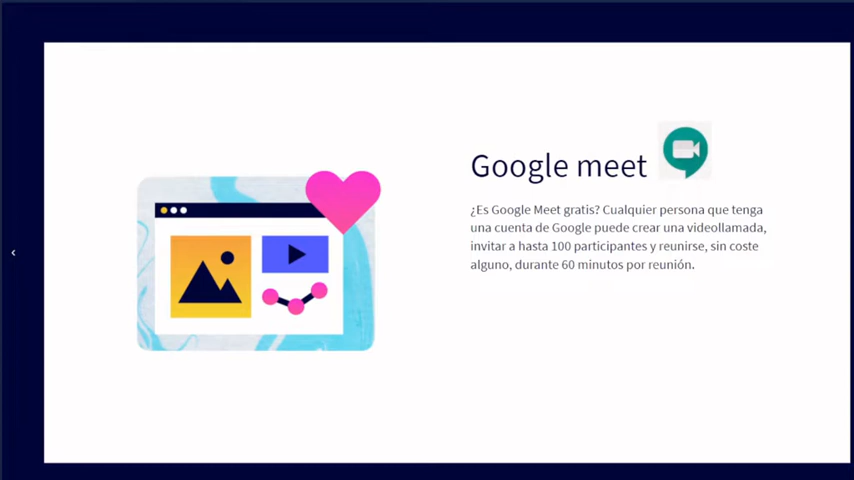 Google meet
¿Es Google Meet gratis? Cualquier persona que tenga
una cuenta de Google puede crear una videollamada,
invitar a hasta 100 participantes y reunirse, sin coste
alguno, durante 60 minutos por reunión.